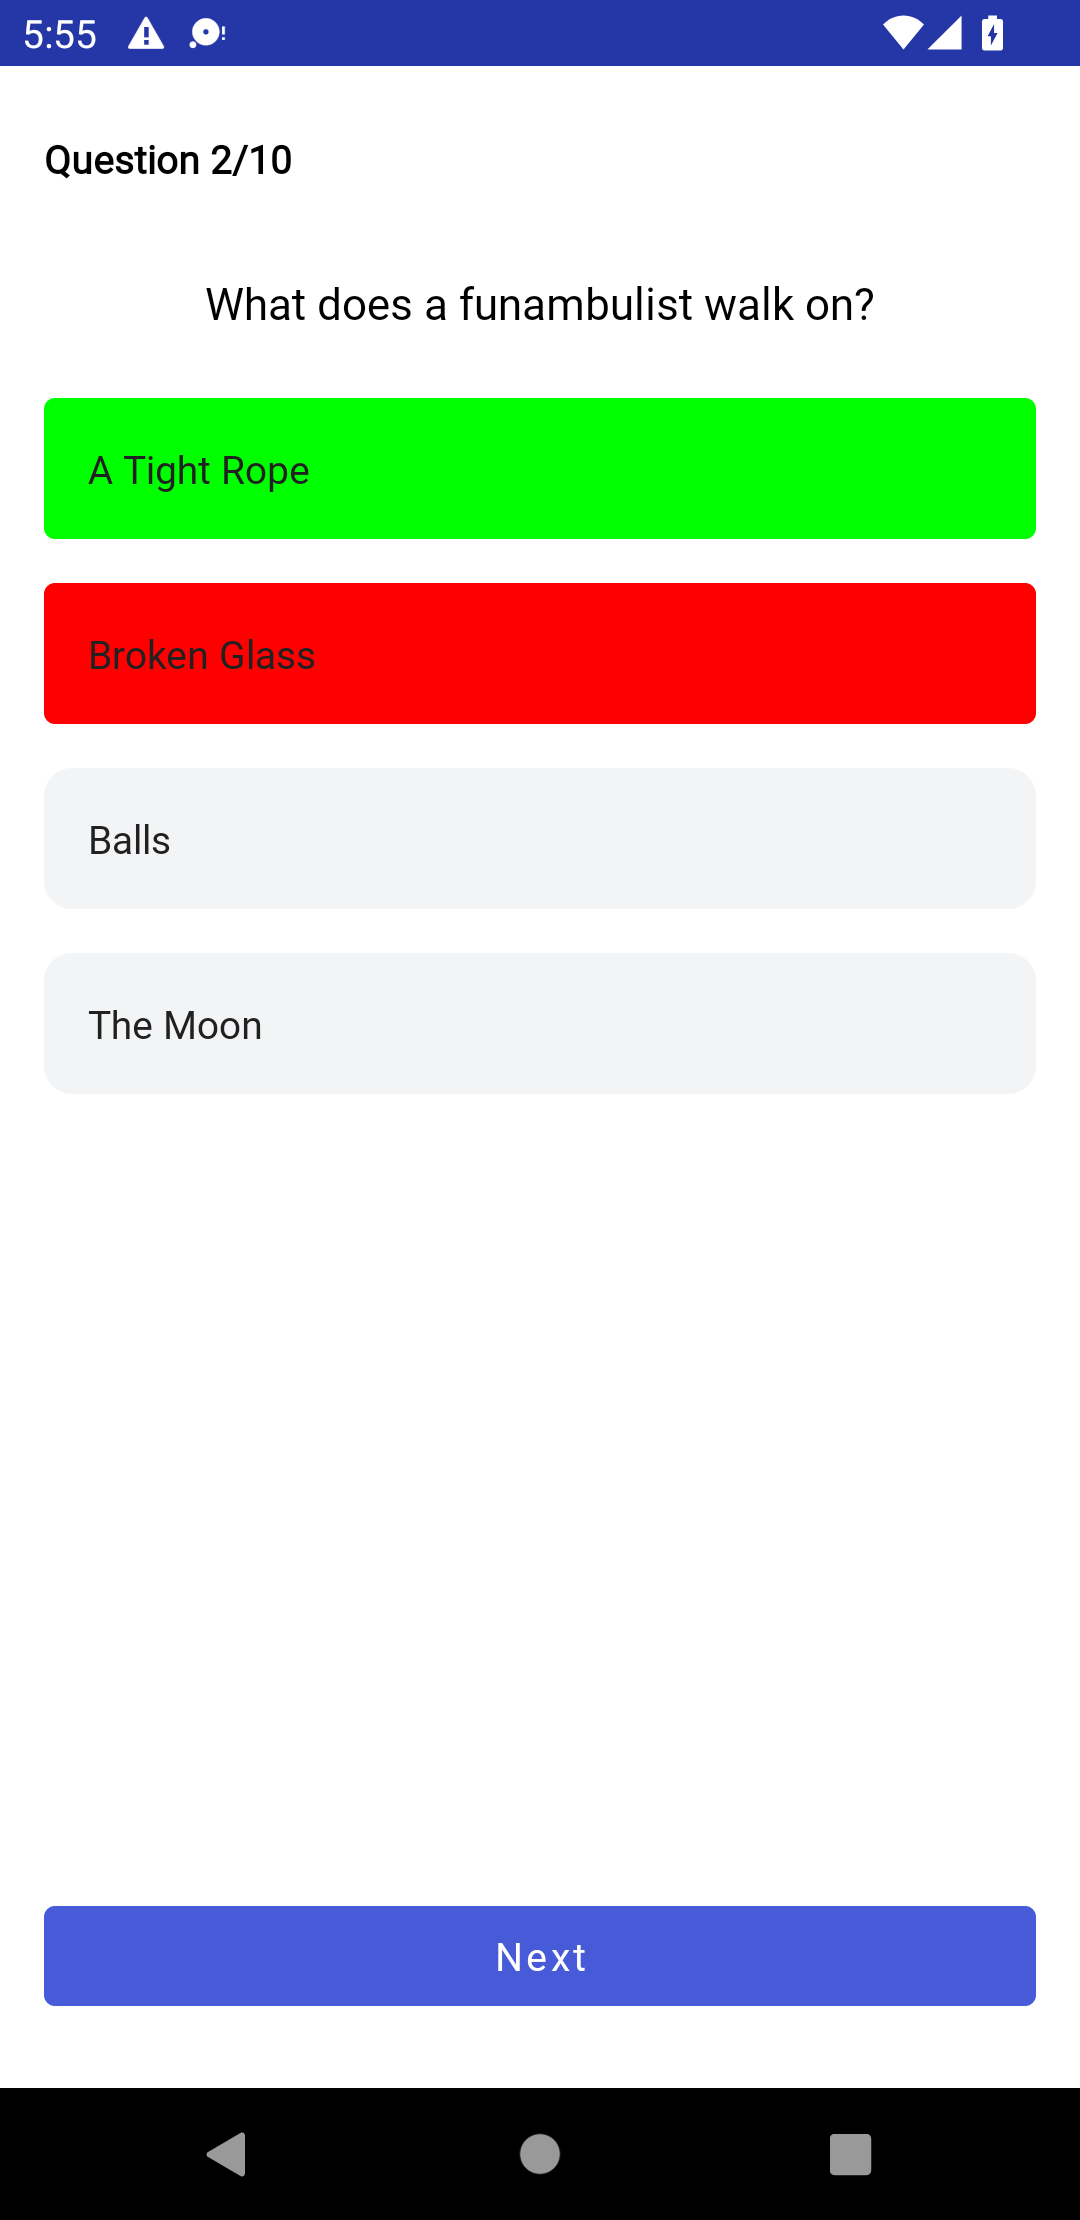 5:55
Question 2/10
What does a funambulist walk on?
A Tight Rope
Broken Glass
Balls
The Moon
Next